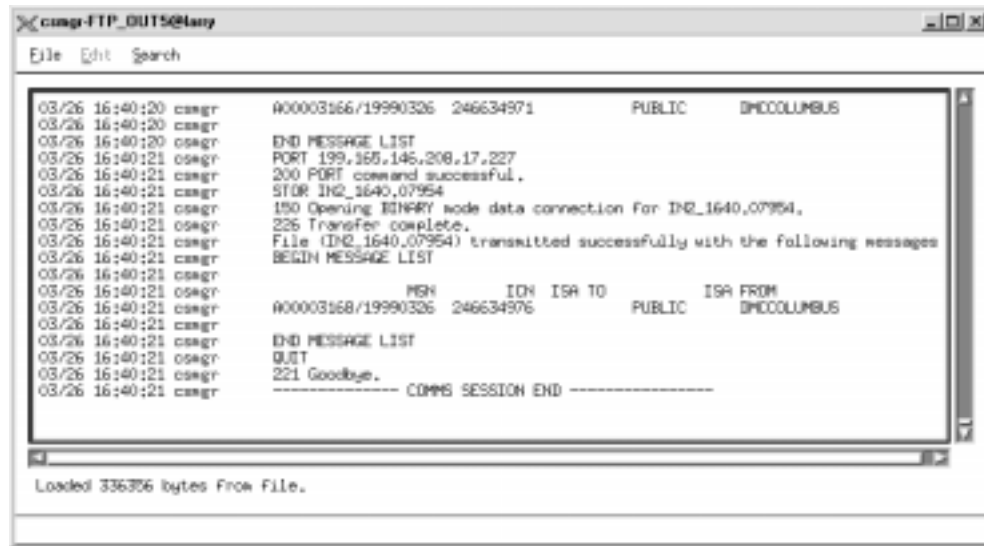 csmgr-FTP_OUT5@lany
File Edit Search
03/26 16:40:20 csmgr A00003166/19990326 246634971 PUBLIC DMCCOLUMBUS
03/26 16:40:20 csmgr
03/26 16:40:20 csmgr END MESSAGE LIST
03/26 16:40:21 csmgr PORT 199,165,146,208,17,227
03/26 16:40:21 csmgr 200 PORT command successful.
03/26 16:40:21 csmgr STOR IN2_1640.07954
03/26 16:40:21 csmgr 150 Opening BINARY mode data connection for IN2_1640.07954.
03/26 16:40:21 csmgr 226 Transfer complete.
03/26 16:40:21 csmgr File (IN2_1640.07954) transmitted successfully with the following messages
03/26 16:40:21 csmgr BEGIN MESSAGE LIST
03/26 16:40:21 csmgr
03/26 16:40:21 csmgr MSN ICN ISA TO ISA FROM
03/26 16:40:21 csmgr A00003168/19990326 246634976 PUBLIC DMCCOLUMBUS
03/26 16:40:21 csmgr
03/26 16:40:21 csmgr END MESSAGE LIST
03/26 16:40:21 csmgr QUIT
03/26 16:40:21 csmgr 221 Goodbye.
03/26 16:40:21 csmgr --------------- COMMS SESSION END ----------------
Loaded 336356 bytes from file.